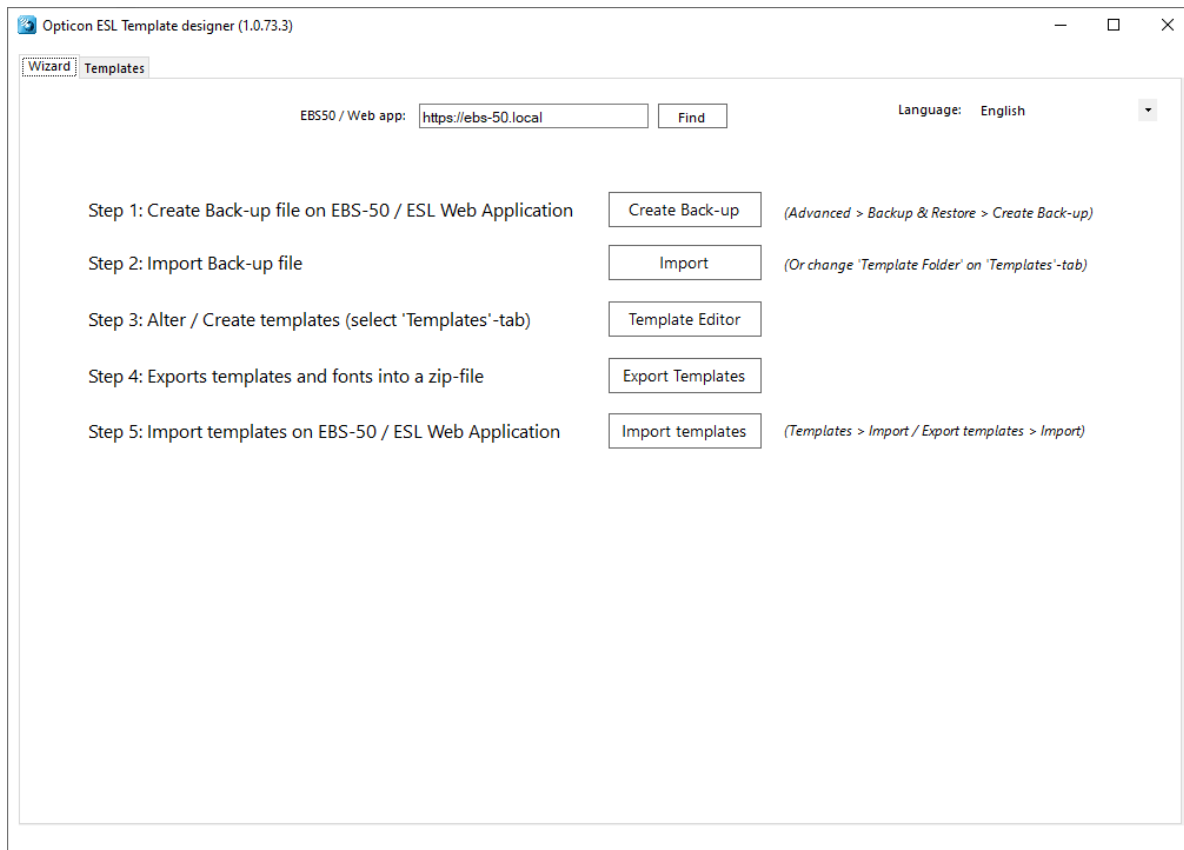 Opticon ESL Template designer (1.0.73.3)
Wizard Templates
EBS50 / Web app: https://ebs-50.local Find Language: English
Step 1: Create Back-up file on EBS-50 / ESL Web Application Create Back-up (Advanced > Backup & Restore > Create Back-up)
Step 2: Import Back-up file Import (Or change 'Template Folder' on 'Templates'-tab)
Step 3: Alter / Create templates (select 'Templates'-tab) Template Editor
Step 4: Exports templates and fonts into a zip-file Export Templates
Step 5: Import templates on EBS-50 / ESL Web Application Import templates (Templates > Import / Export templates > Import)